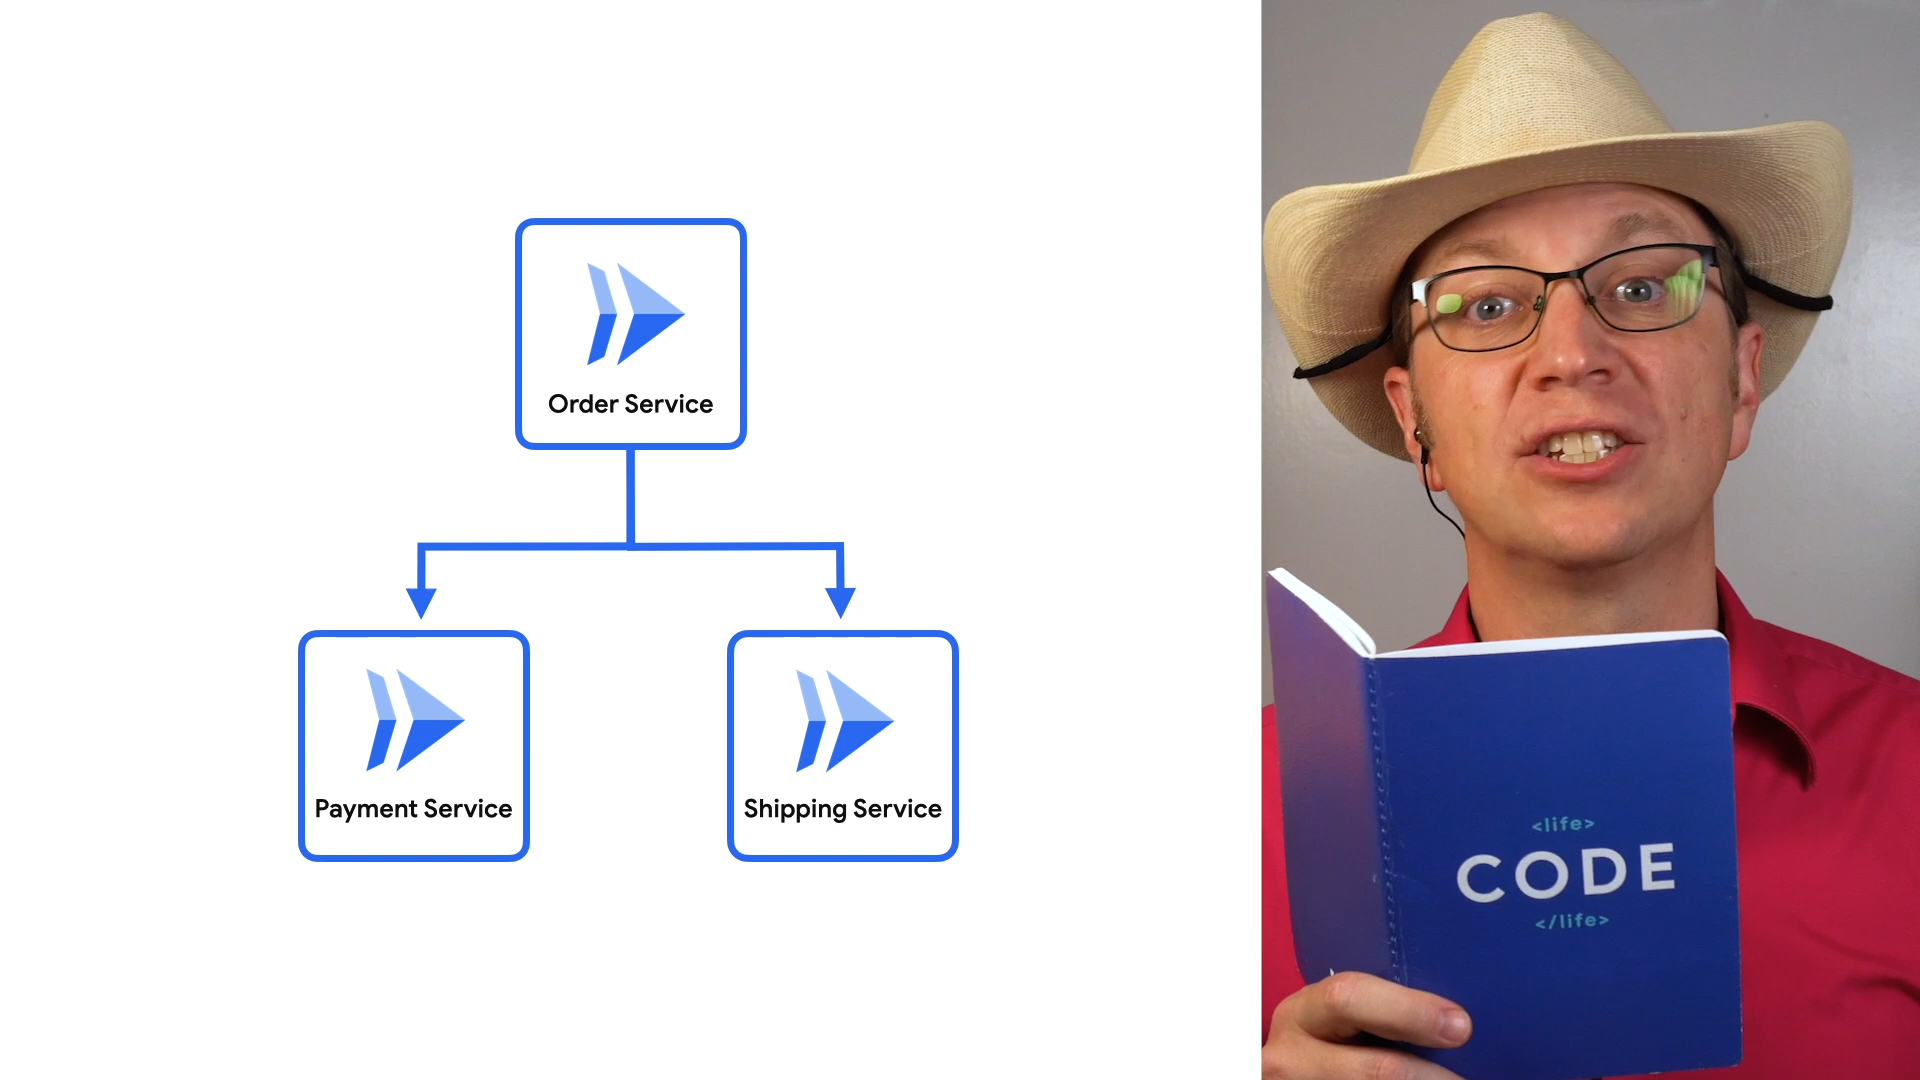 Order Service
Payment Service
Shipping Service
<life>
CODE
</life>